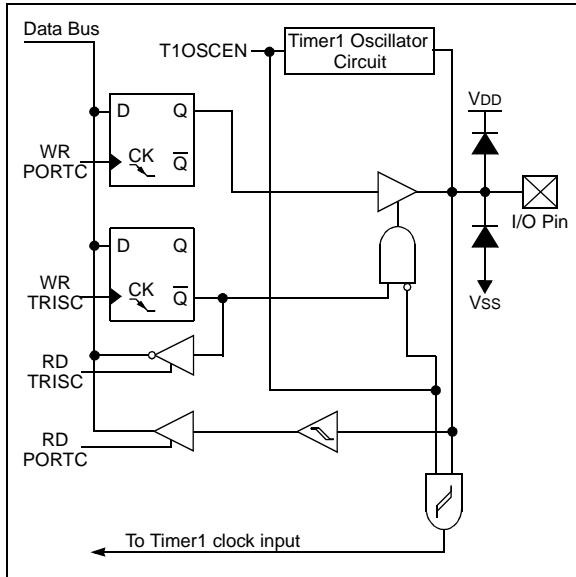 Data Bus
T1OSCEN
Timer1 Oscillator
Circuit
VDD
D Q
WR
PORTC
CK Q
I/O Pin
D Q
WR
TRISC
CK Q
VSS
RD
TRISC
RD
PORTC
To Timer1 clock input